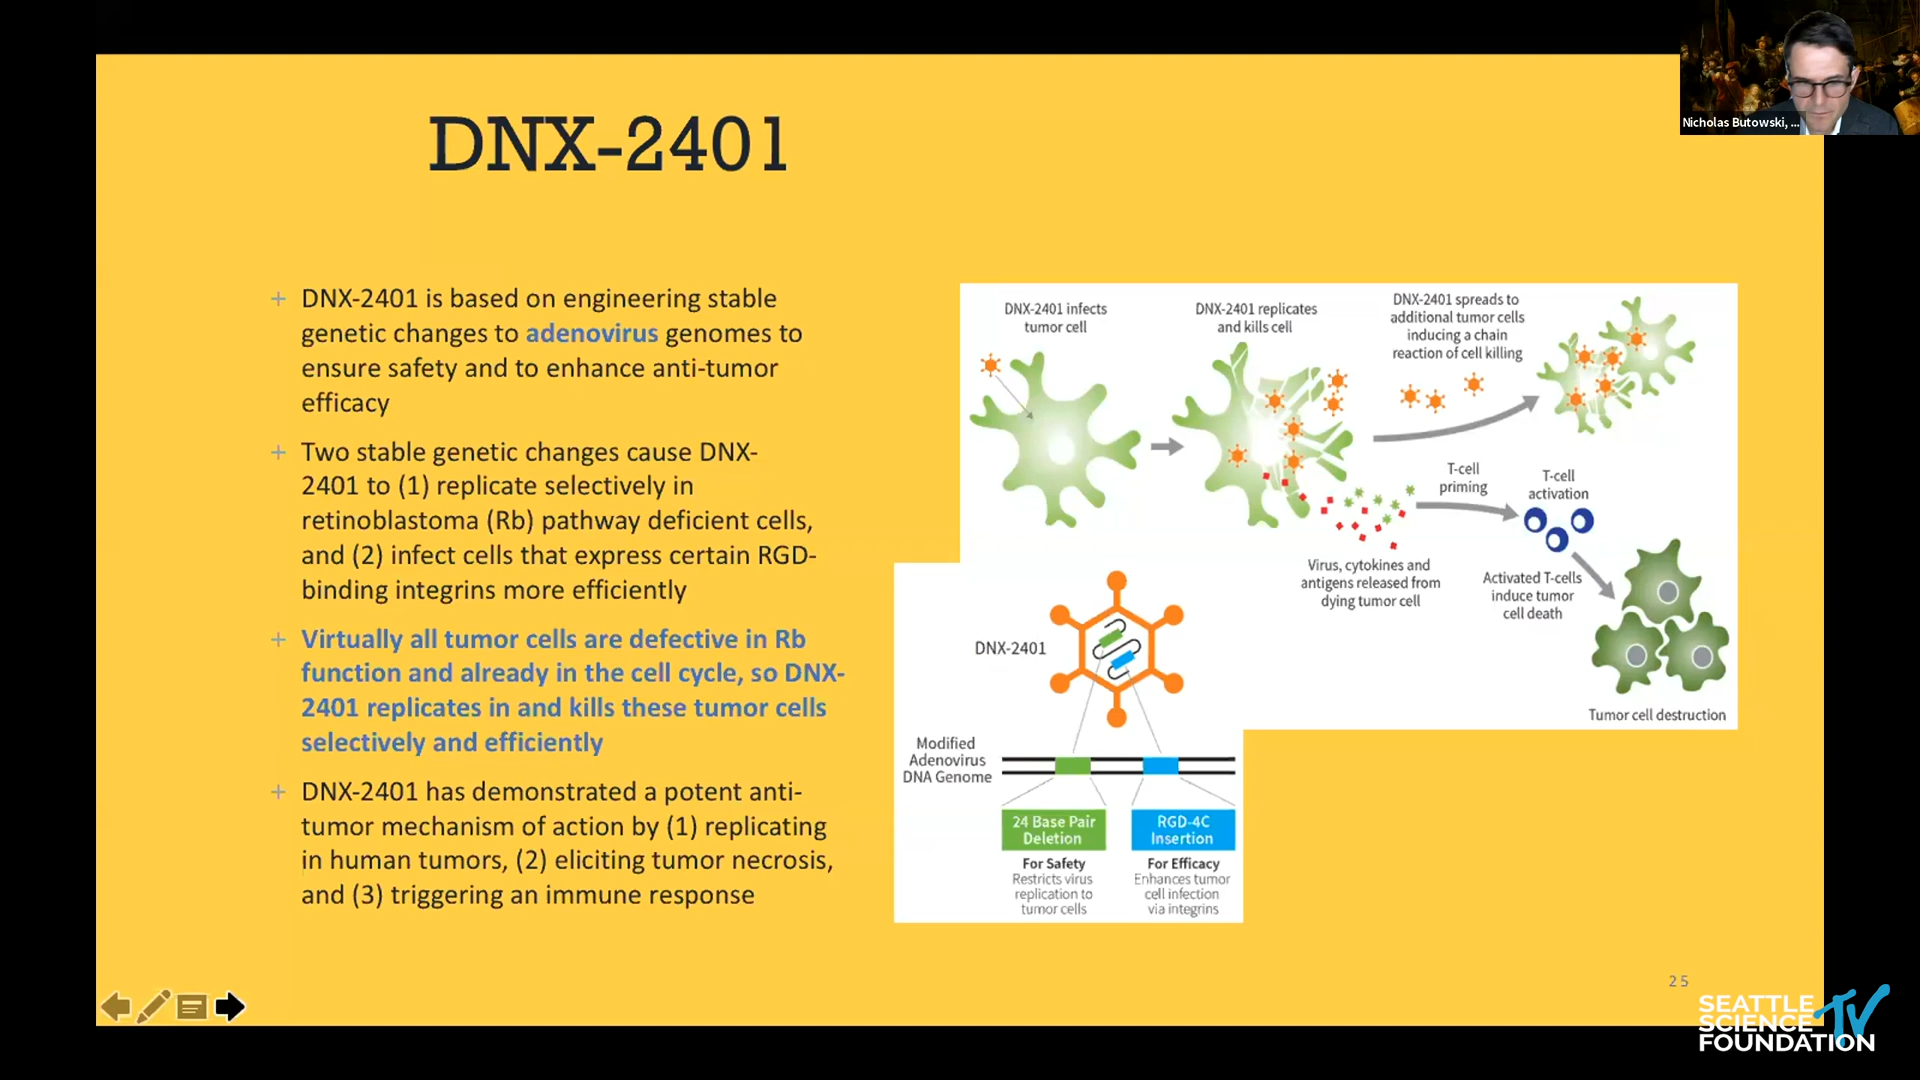 Nicholas Butowski, ...
DNX-2401
+ DNX-2401 is based on engineering stable
genetic changes to adenovirus genomes to
ensure safety and to enhance anti-tumor
efficacy
+ Two stable genetic changes cause DNX-
2401 to (1) replicate selectively in
retinoblastoma (Rb) pathway deficient cells,
and (2) infect cells that express certain RGD-
binding integrins more efficiently
+ Virtually all tumor cells are defective in Rb
function and already in the cell cycle, so DNX-
2401 replicates in and kills these tumor cells
selectively and efficiently
+ DNX-2401 has demonstrated a potent anti-
tumor mechanism of action by (1) replicating
in human tumors, (2) eliciting tumor necrosis,
and (3) triggering an immune response
DNX-2401 infects
tumor cell
DNX-2401 replicates
and kills cell
DNX-2401 spreads to
additional tumor cells
inducing a chain
reaction of cell killing
T-cell
priming
T-cell
activation
Virus, cytokines and
antigens released from
dying tumor cell
Activated T-cells
induce tumor
cell death
Tumor cell destruction
DNX-2401
Modified
Adenovirus
DNA Genome
24 Base Pair
Deletion
For Safety
Restricts virus
replication to
tumor cells
RGD-4C
Insertion
For Efficacy
Enhances tumor
cell infection
via integrins
25
SEATTLE
SCIENCE
FOUNDATION
TV